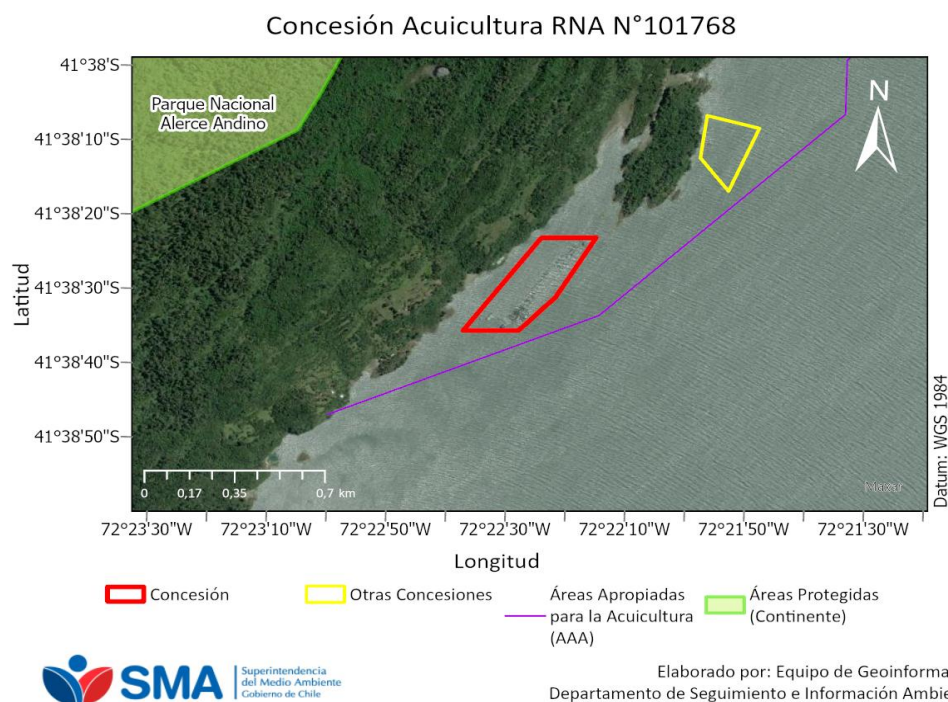 Concesión Acuicultura RNA N°101768
41°38'S
41°38'10"S
41°38'20"S
41°38'30"S
41°38'40"S
41°38'50"S
Latitud
Parque Nacional
Alerce Andino
N
Datum: WGS 1984
Maxar
0 0,17 0,35 0,7 km
72°23'30"W 72°23'10"W 72°22'50"W 72°22'30"W 72°22'10"W 72°21'50"W 72°21'30"W
Longitud
Concesión
Otras Concesiones
Áreas Apropiadas
para la Acuicultura
(AAA)
Áreas Protegidas
(Continente)
SMA
Superintendencia
del Medio Ambiente
Gobierno de Chile
Elaborado por: Equipo de Geoinforma
Departamento de Seguimiento e Información Ambie